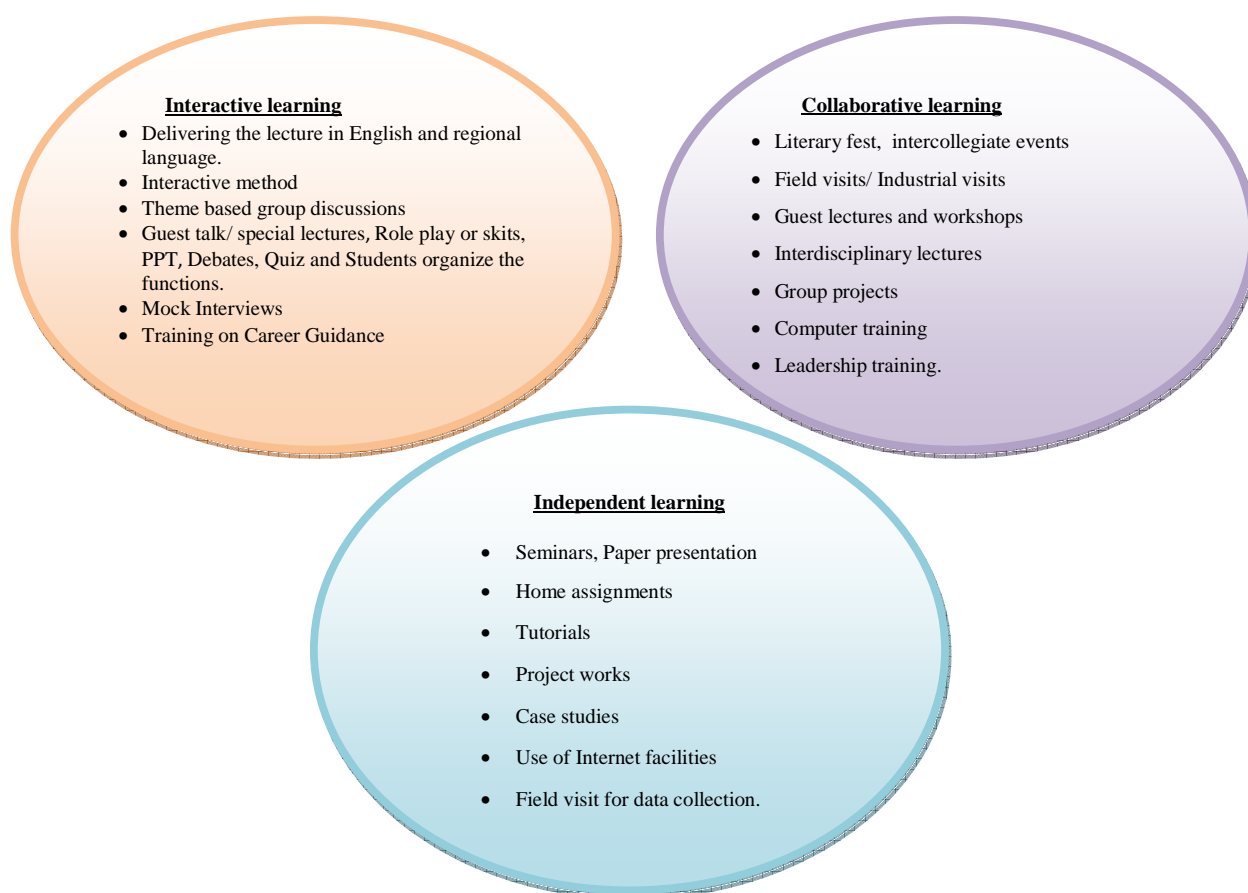 Interactive learning
• Delivering the lecture in English and regional
language.
• Interactive method
• Theme based group discussions
• Guest talk/ special lectures, Role play or skits,
PPT, Debates, Quiz and Students organize the
functions.
• Mock Interviews
• Training on Career Guidance
Collaborative learning
• Literary fest, intercollegiate events
• Field visits/ Industrial visits
• Guest lectures and workshops
• Interdisciplinary lectures
• Group projects
• Computer training
• Leadership training.
Independent learning
• Seminars, Paper presentation
• Home assignments
• Tutorials
• Project works
• Case studies
• Use of Internet facilities
• Field visit for data collection.